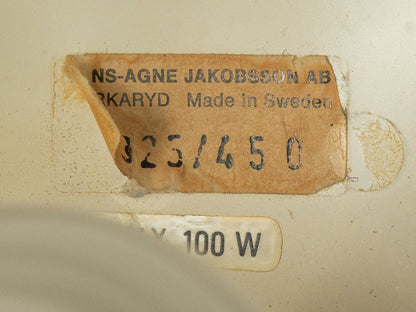 NS-AGNE JAKOBSSON AB
RKARYD Made in Sweden
325/450
X 100 W